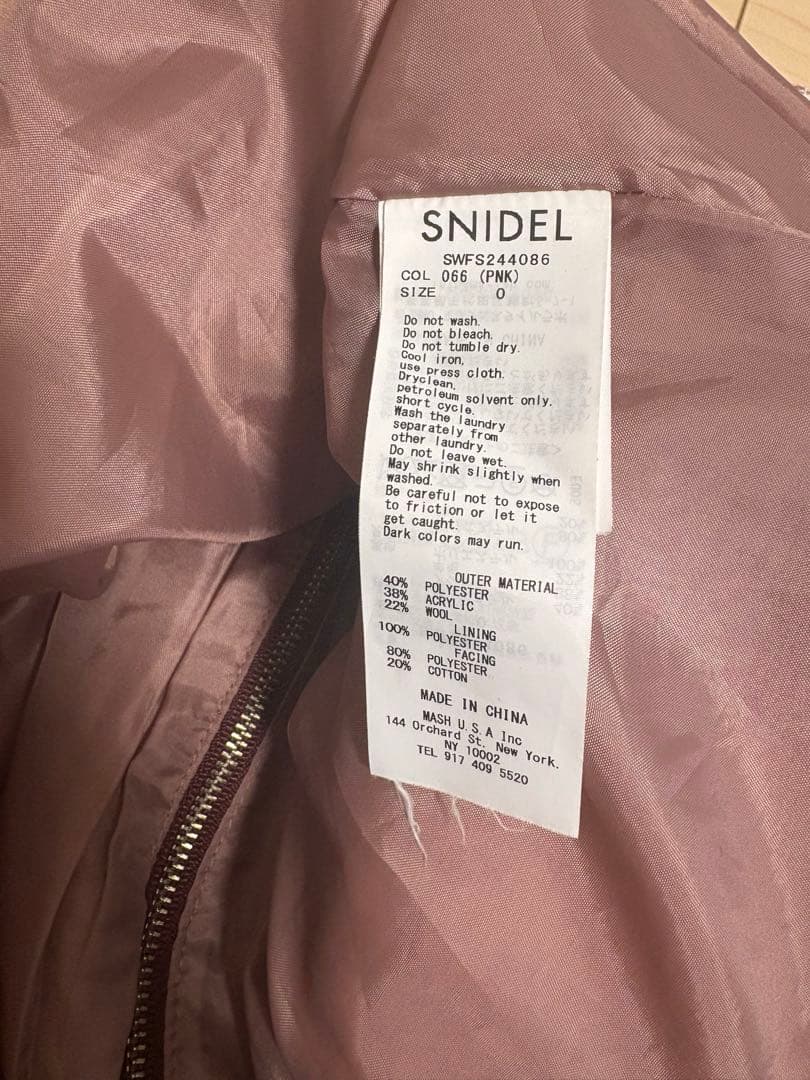 SNIDEL
SWFS244086
COL 066 (PNK)
SIZE 0
Do not wash.
Do not bleach.
Do not tumble dry.
Cool iron.
use press cloth.
Dryclean.
petroleum solvent only.
short cycle.
Wash the laundry
separately from
other laundry.
Do not leave wet.
May shrink slightly when
washed.
Be careful not to expose
to friction or let it
get caught.
Dark colors may run.
OUTER MATERIAL
40% POLYESTER
38% ACRYLIC
22% WOOL
LINING
100% POLYESTER
FACING
80% POLYESTER
20% COTTON
MADE IN CHINA
MASH U.S.A Inc
144 Orchard St. New York.
NY 10002
TEL 917 409 5520